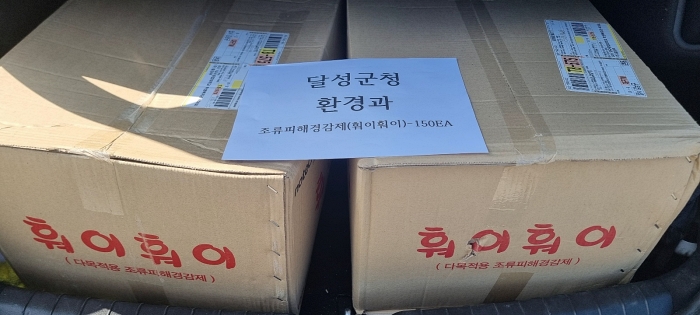 달성군청
환경과
조류피해경감제(훠이훠이)-150EA
훠이훠이
( 다목적용 조류피해경감제 )
훠이훠이
( 다목적용 조류피해경감제 )